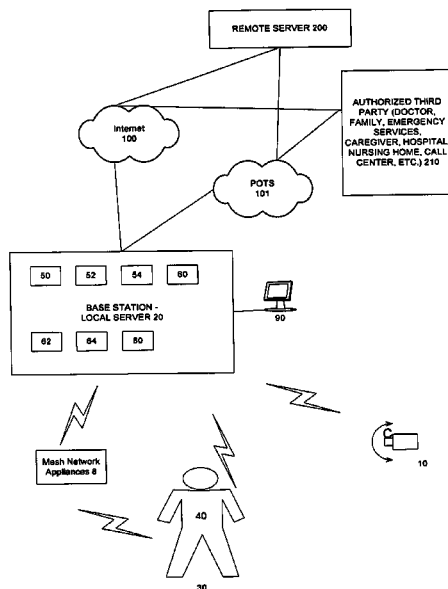 REMOTE SERVER 200
Internet
100
AUTHORIZED THIRD
PARTY (DOCTOR,
FAMILY, EMERGENCY
SERVICES,
CAREGIVER, HOSPITAL
NURSING HOME, CALL
CENTER, ETC.) 210
POTS
101
50 52 54 60
BASE STATION -
LOCAL SERVER 20
90
62 64 80
Mesh Network
Appliances 8
10
40
30